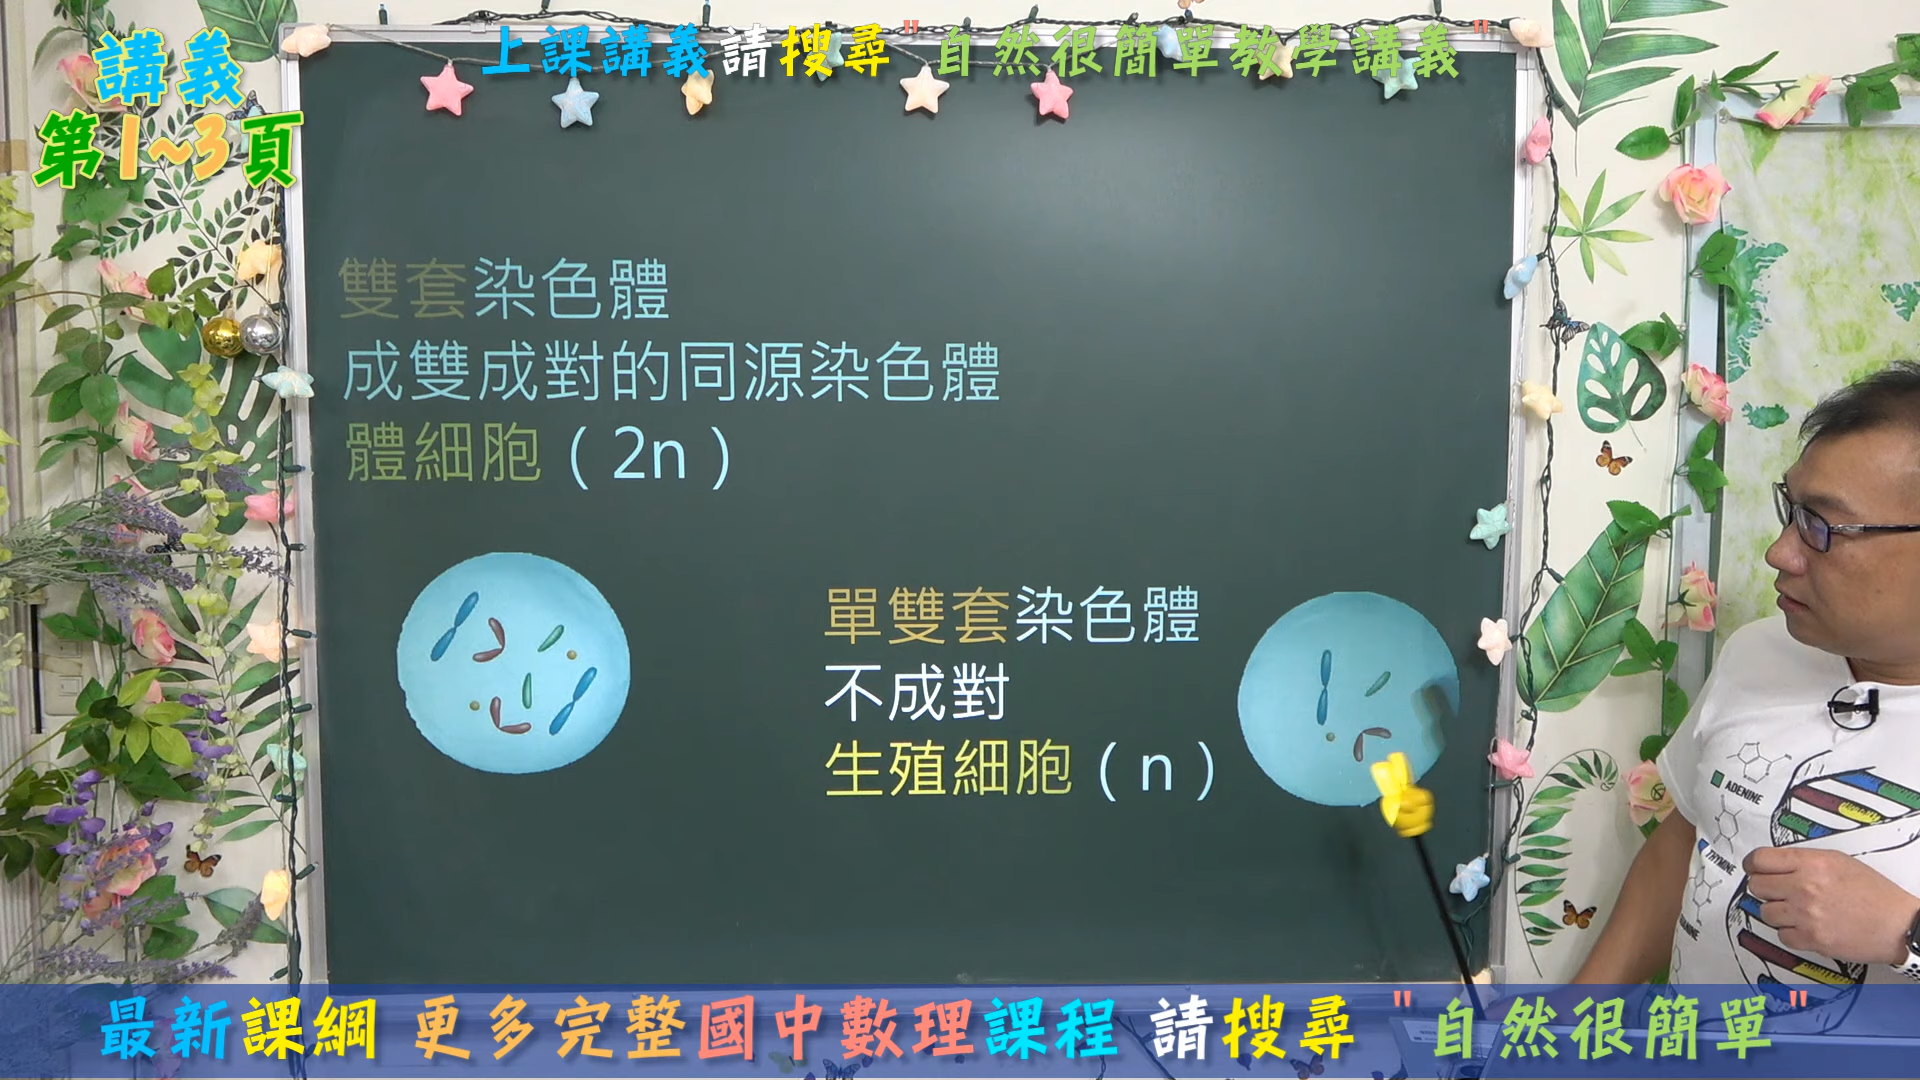 上課講義請搜尋"自然很簡單教學講義"
講義
第1~3頁
雙套染色體
成雙成對的同源染色體
體細胞（2n）
單雙套染色體
不成對
生殖細胞（n）
ADENINE
THYMINE
最新課綱 更多完整國中數理課程 請搜尋 "自然很簡單"